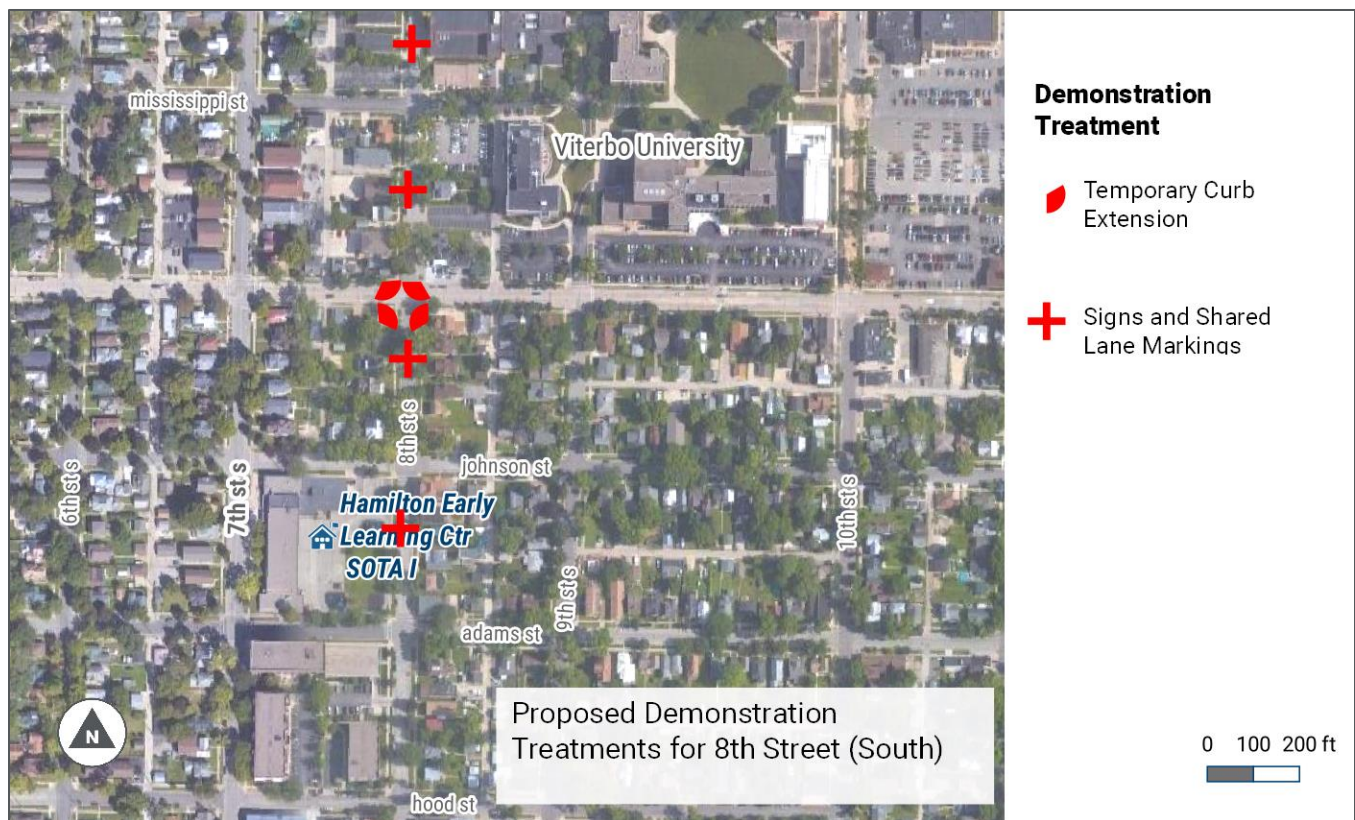 mississippi st
Viterbo University
8th st s
johnson st
6th st s
7th st s
Hamilton Early
Learning Ctr
SOTA I
10th st s
9th st s
adams st
N
Proposed Demonstration
Treatments for 8th Street (South)
hood st
Demonstration
Treatment
Temporary Curb
Extension
Signs and Shared
Lane Markings
0 100 200 ft